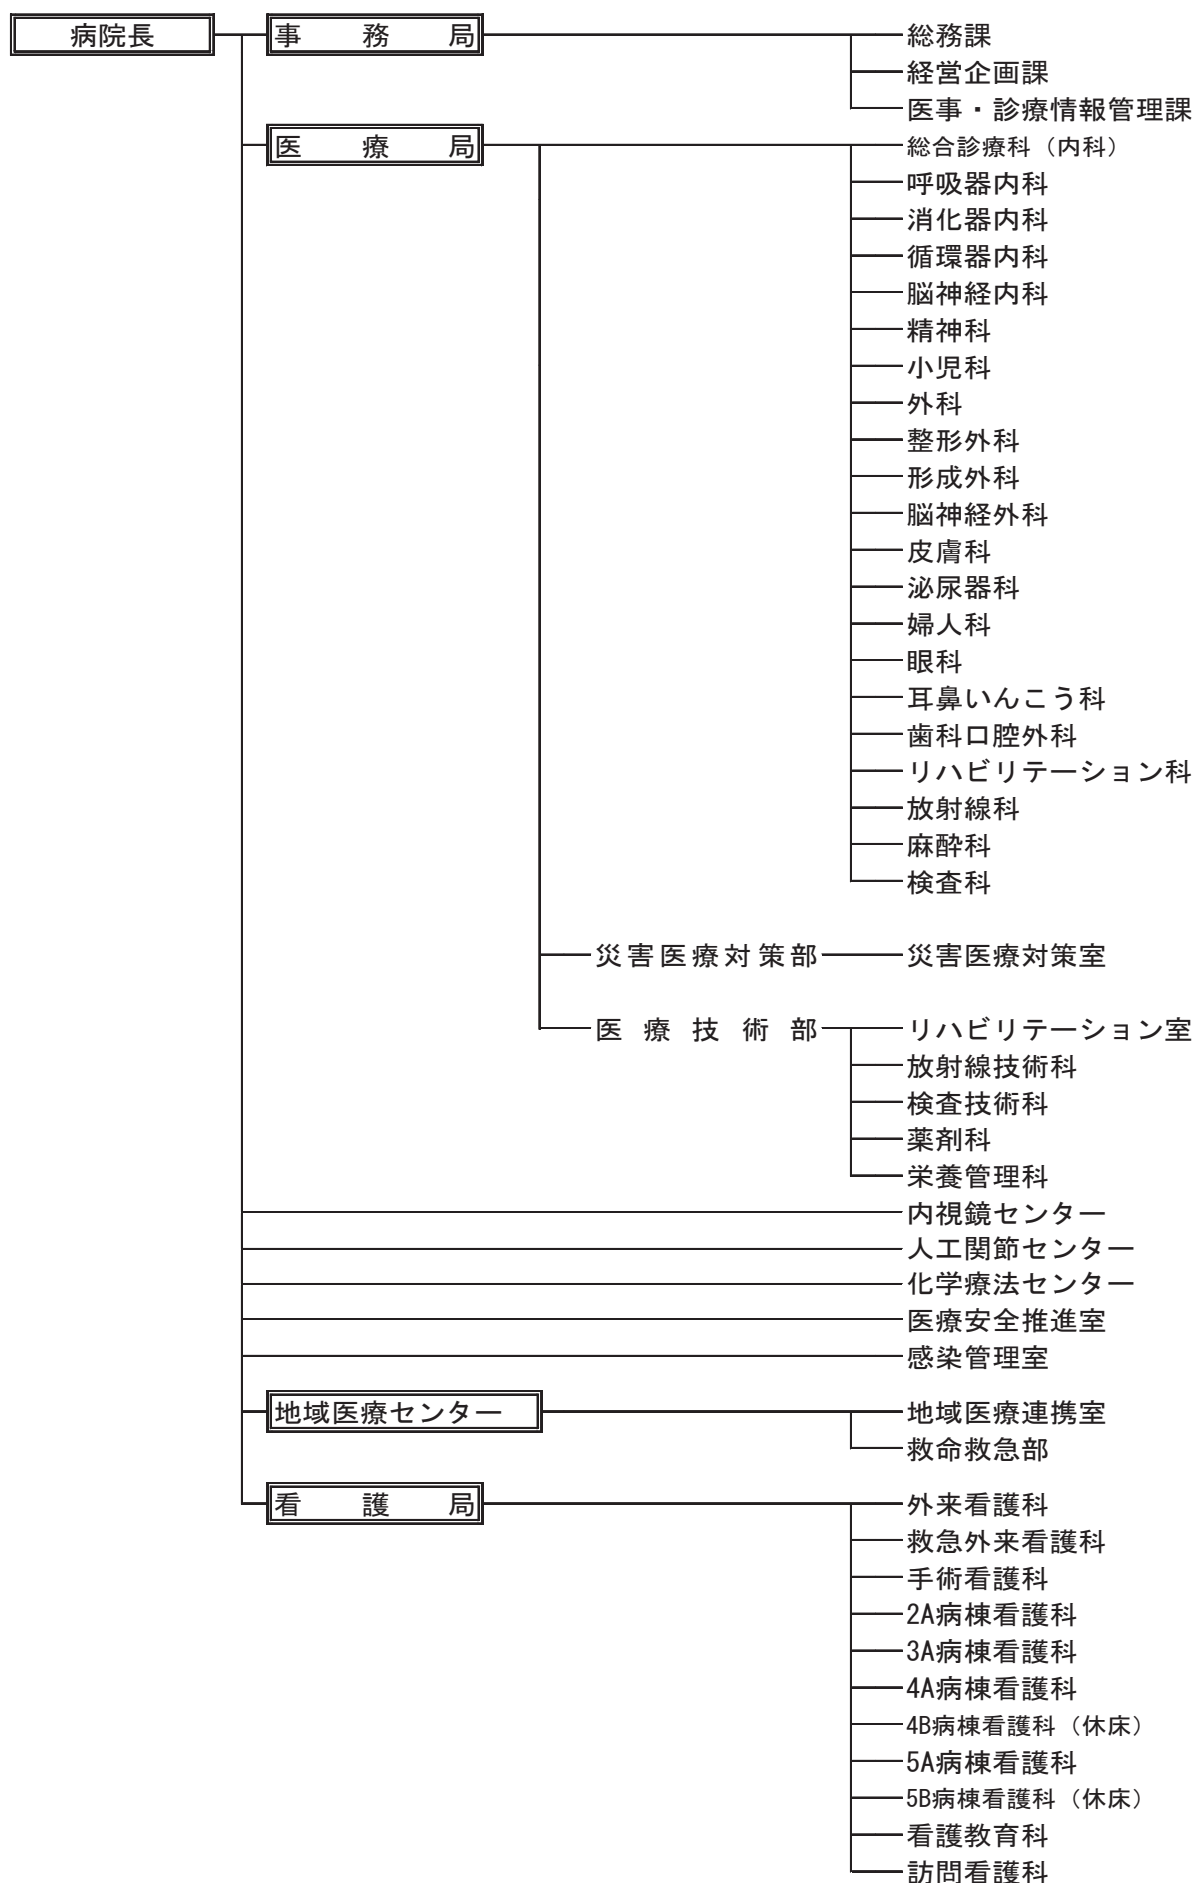 病院長 事務局 総務課
経営企画課
医事・診療情報管理課
医療局 総合診療科（内科）
呼吸器内科
消化器内科
循環器内科
脳神経内科
精神科
小児科
外科
整形外科
形成外科
脳神経外科
皮膚科
泌尿器科
婦人科
眼科
耳鼻いんこう科
歯科口腔外科
リハビリテーション科
放射線科
麻酔科
検査科
災害医療対策部 災害医療対策室
医療技術部 リハビリテーション室
放射線技術科
検査技術科
薬剤科
栄養管理科
内視鏡センター
人工関節センター
化学療法センター
医療安全推進室
感染管理室
地域医療センター 地域医療連携室
救命救急部
看護局 外来看護科
救急外来看護科
手術看護科
2A病棟看護科
3A病棟看護科
4A病棟看護科
4B病棟看護科（休床）
5A病棟看護科
5B病棟看護科（休床）
看護教育科
訪問看護科